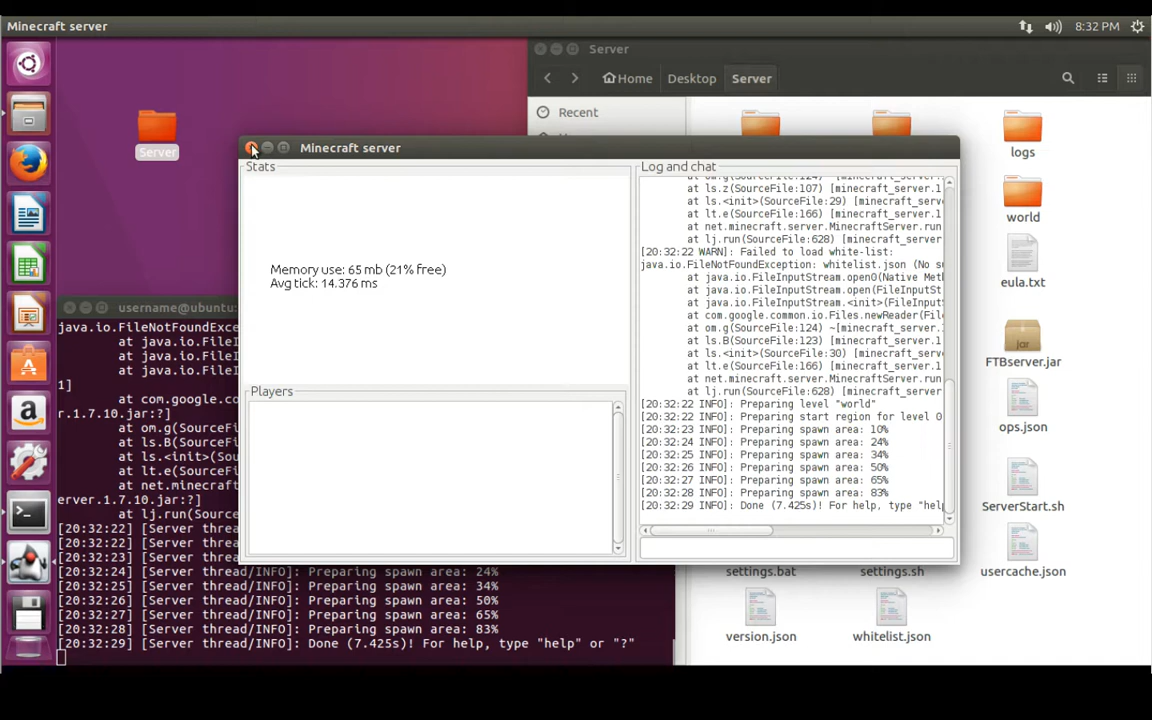 Minecraft server
8:32 PM
Server
Home
Desktop
Server
Recent
Server
logs
world
eula.txt
FTBserver.jar
ops.json
ServerStart.sh
settings.bat
settings.sh
usercache.json
version.json
whitelist.json
Minecraft server
Stats
Memory use: 65 mb (21% free)
Avg tick: 14.376 ms
Players
Log and chat
at ls.z(SourceFile:107) [minecraft_server.1
at ls.<init>(SourceFile:29) [minecraft_serve
at lt.e(SourceFile:166) [minecraft_server.1
at net.minecraft.server.MinecraftServer.run
at lj.run(SourceFile:628) [minecraft_server
[20:32:22 WARN]: Failed to load white-list:
java.io.FileNotFoundException: whitelist.json (No su
at java.io.FileInputStream.open0(Native Meth
at java.io.FileInputStream.open(FileInputStr
at java.io.FileInputStream.<init>(FileInputS
at com.google.common.io.Files.newReader(File
at om.g(SourceFile:124) ~[minecraft_server.
at ls.B(SourceFile:123) [minecraft_server.1
at ls.<init>(SourceFile:30) [minecraft_serve
at lt.e(SourceFile:166) [minecraft_server.1
at net.minecraft.server.MinecraftServer.run
at lj.run(SourceFile:628) [minecraft_server
[20:32:22 INFO]: Preparing level "world"
[20:32:22 INFO]: Preparing start region for level 0
[20:32:23 INFO]: Preparing spawn area: 10%
[20:32:24 INFO]: Preparing spawn area: 24%
[20:32:25 INFO]: Preparing spawn area: 34%
[20:32:26 INFO]: Preparing spawn area: 50%
[20:32:27 INFO]: Preparing spawn area: 65%
[20:32:28 INFO]: Preparing spawn area: 83%
[20:32:29 INFO]: Done (7.425s)! For help, type "help
username@ubuntu:
java.io.FileNotFoundExce
at java.io.FileI
at java.io.FileI
at java.io.FileI
1]
at com.google.co
r.1.7.10.jar:?]
at om.g(SourceFi
at ls.B(SourceFi
at ls.<init>(Sou
at lt.e(SourceFi
at net.minecraft
erver.1.7.10.jar:?]
at lj.run(Source
[20:32:22] [Server threa
[20:32:22] [Server threa
[20:32:23] [Server threa
[20:32:24] [Server thread/INFO]: Preparing spawn area: 24%
[20:32:25] [Server thread/INFO]: Preparing spawn area: 34%
[20:32:26] [Server thread/INFO]: Preparing spawn area: 50%
[20:32:27] [Server thread/INFO]: Preparing spawn area: 65%
[20:32:28] [Server thread/INFO]: Preparing spawn area: 83%
[20:32:29] [Server thread/INFO]: Done (7.425s)! For help, type "help" or "?"